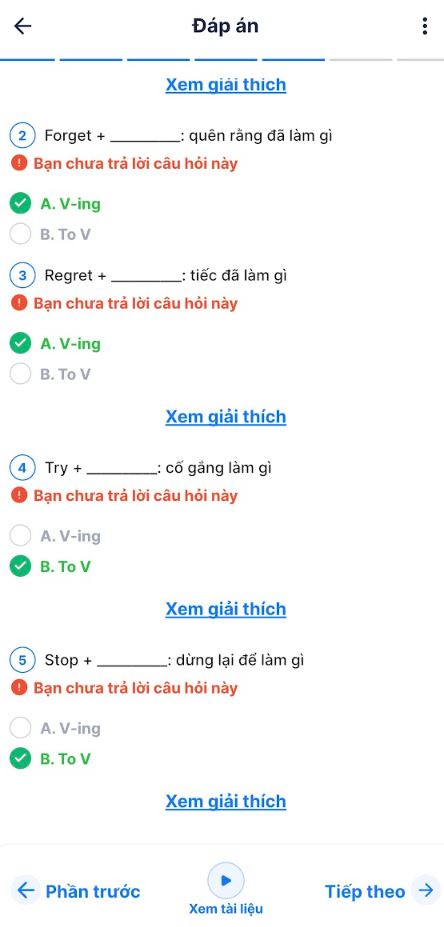 Đáp án
Xem giải thích
2 Forget + _________: quên rằng đã làm gì
Bạn chưa trả lời câu hỏi này
A. V-ing
B. To V
3 Regret + _________: tiếc đã làm gì
Bạn chưa trả lời câu hỏi này
A. V-ing
B. To V
Xem giải thích
4 Try + _________: cố gắng làm gì
Bạn chưa trả lời câu hỏi này
A. V-ing
B. To V
Xem giải thích
5 Stop + _________: dừng lại để làm gì
Bạn chưa trả lời câu hỏi này
A. V-ing
B. To V
Xem giải thích
Phần trước
Xem tài liệu
Tiếp theo